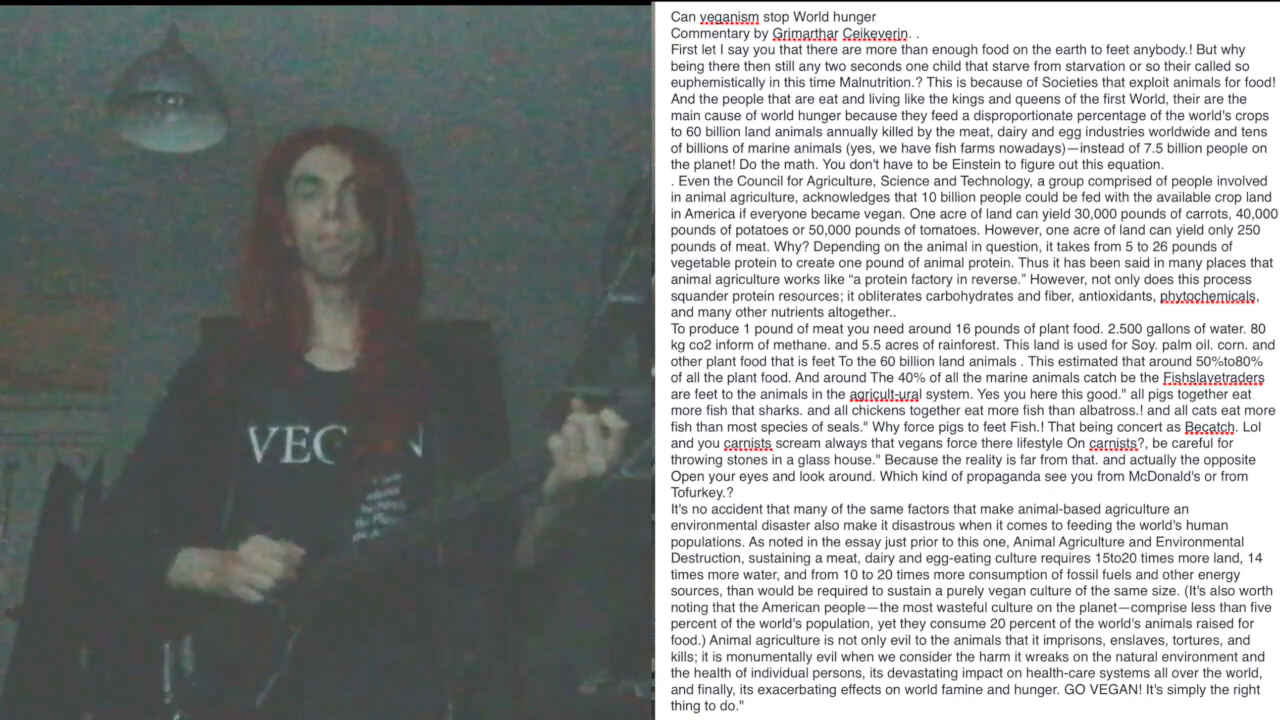 Can veganism stop World hunger
Commentary by Grimarthar Ceikeverin. .
First let I say you that there are more than enough food on the earth to feet anybody.! But why
being there then still any two seconds one child that starve from starvation or so their called so
euphemistically in this time Malnutrition.? This is because of Societies that exploit animals for food!
And the people that are eat and living like the kings and queens of the first World, their are the
main cause of world hunger because they feed a disproportionate percentage of the world's crops
to 60 billion land animals annually killed by the meat, dairy and egg industries worldwide and tens
of billions of marine animals (yes, we have fish farms nowadays)—instead of 7.5 billion people on
the planet! Do the math. You don't have to be Einstein to figure out this equation.
. Even the Council for Agriculture, Science and Technology, a group comprised of people involved
in animal agriculture, acknowledges that 10 billion people could be fed with the available crop land
in America if everyone became vegan. One acre of land can yield 30,000 pounds of carrots, 40,000
pounds of potatoes or 50,000 pounds of tomatoes. However, one acre of land can yield only 250
pounds of meat. Why? Depending on the animal in question, it takes from 5 to 26 pounds of
vegetable protein to create one pound of animal protein. Thus it has been said in many places that
animal agriculture works like “a protein factory in reverse.” However, not only does this process
squander protein resources; it obliterates carbohydrates and fiber, antioxidants, phytochemicals,
and many other nutrients altogether..
To produce 1 pound of meat you need around 16 pounds of plant food. 2.500 gallons of water. 80
kg co2 inform of methane. and 5.5 acres of rainforest. This land is used for Soy. palm oil. corn. and
other plant food that is feet To the 60 billion land animals . This estimated that around 50%to80%
of all the plant food. And around The 40% of all the marine animals catch be the Fishslavetraders
are feet to the animals in the agricult-ural system. Yes you here this good." all pigs together eat
more fish that sharks. and all chickens together eat more fish than albatross.! and all cats eat more
fish than most species of seals." Why force pigs to feet Fish.! That being concert as Becatch. Lol
and you carnists scream always that vegans force there lifestyle On carnists?, be careful for
throwing stones in a glass house." Because the reality is far from that. and actually the opposite
Open your eyes and look around. Which kind of propaganda see you from McDonald's or from
Tofurkey.?
It's no accident that many of the same factors that make animal-based agriculture an
environmental disaster also make it disastrous when it comes to feeding the world's human
populations. As noted in the essay just prior to this one, Animal Agriculture and Environmental
Destruction, sustaining a meat, dairy and egg-eating culture requires 15to20 times more land, 14
times more water, and from 10 to 20 times more consumption of fossil fuels and other energy
sources, than would be required to sustain a purely vegan culture of the same size. (It's also worth
noting that the American people—the most wasteful culture on the planet—comprise less than five
percent of the world's population, yet they consume 20 percent of the world's animals raised for
food.) Animal agriculture is not only evil to the animals that it imprisons, enslaves, tortures, and
kills; it is monumentally evil when we consider the harm it wreaks on the natural environment and
the health of individual persons, its devastating impact on health-care systems all over the world,
and finally, its exacerbating effects on world famine and hunger. GO VEGAN! It's simply the right
thing to do."